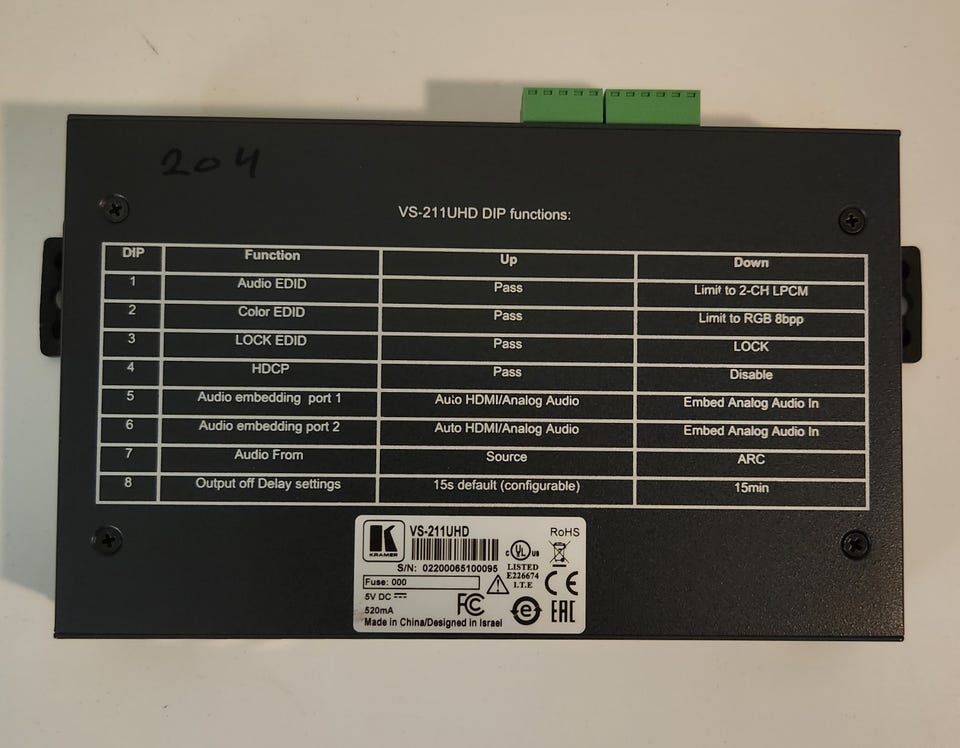 204
VS-211UHD DIP functions:
DIP Function Up Down
1 Audio EDID Pass Limit to 2-CH LPCM
2 Color EDID Pass Limit to RGB 8bpp
3 LOCK EDID Pass LOCK
4 HDCP Pass Disable
5 Audio embedding port 1 Auto HDMI/Analog Audio Embed Analog Audio In
6 Audio embedding port 2 Auto HDMI/Analog Audio Embed Analog Audio In
7 Audio From Source ARC
8 Output off Delay settings 15s default (configurable) 15min
K KRAMER
VS-211UHD
S/N: 02200065100095
C UL US
LISTED
E226674
I.T.E
RoHS
CE
Fuse: 000
5V DC
520mA
FC
e
EAC
Made in China/Designed in Israel